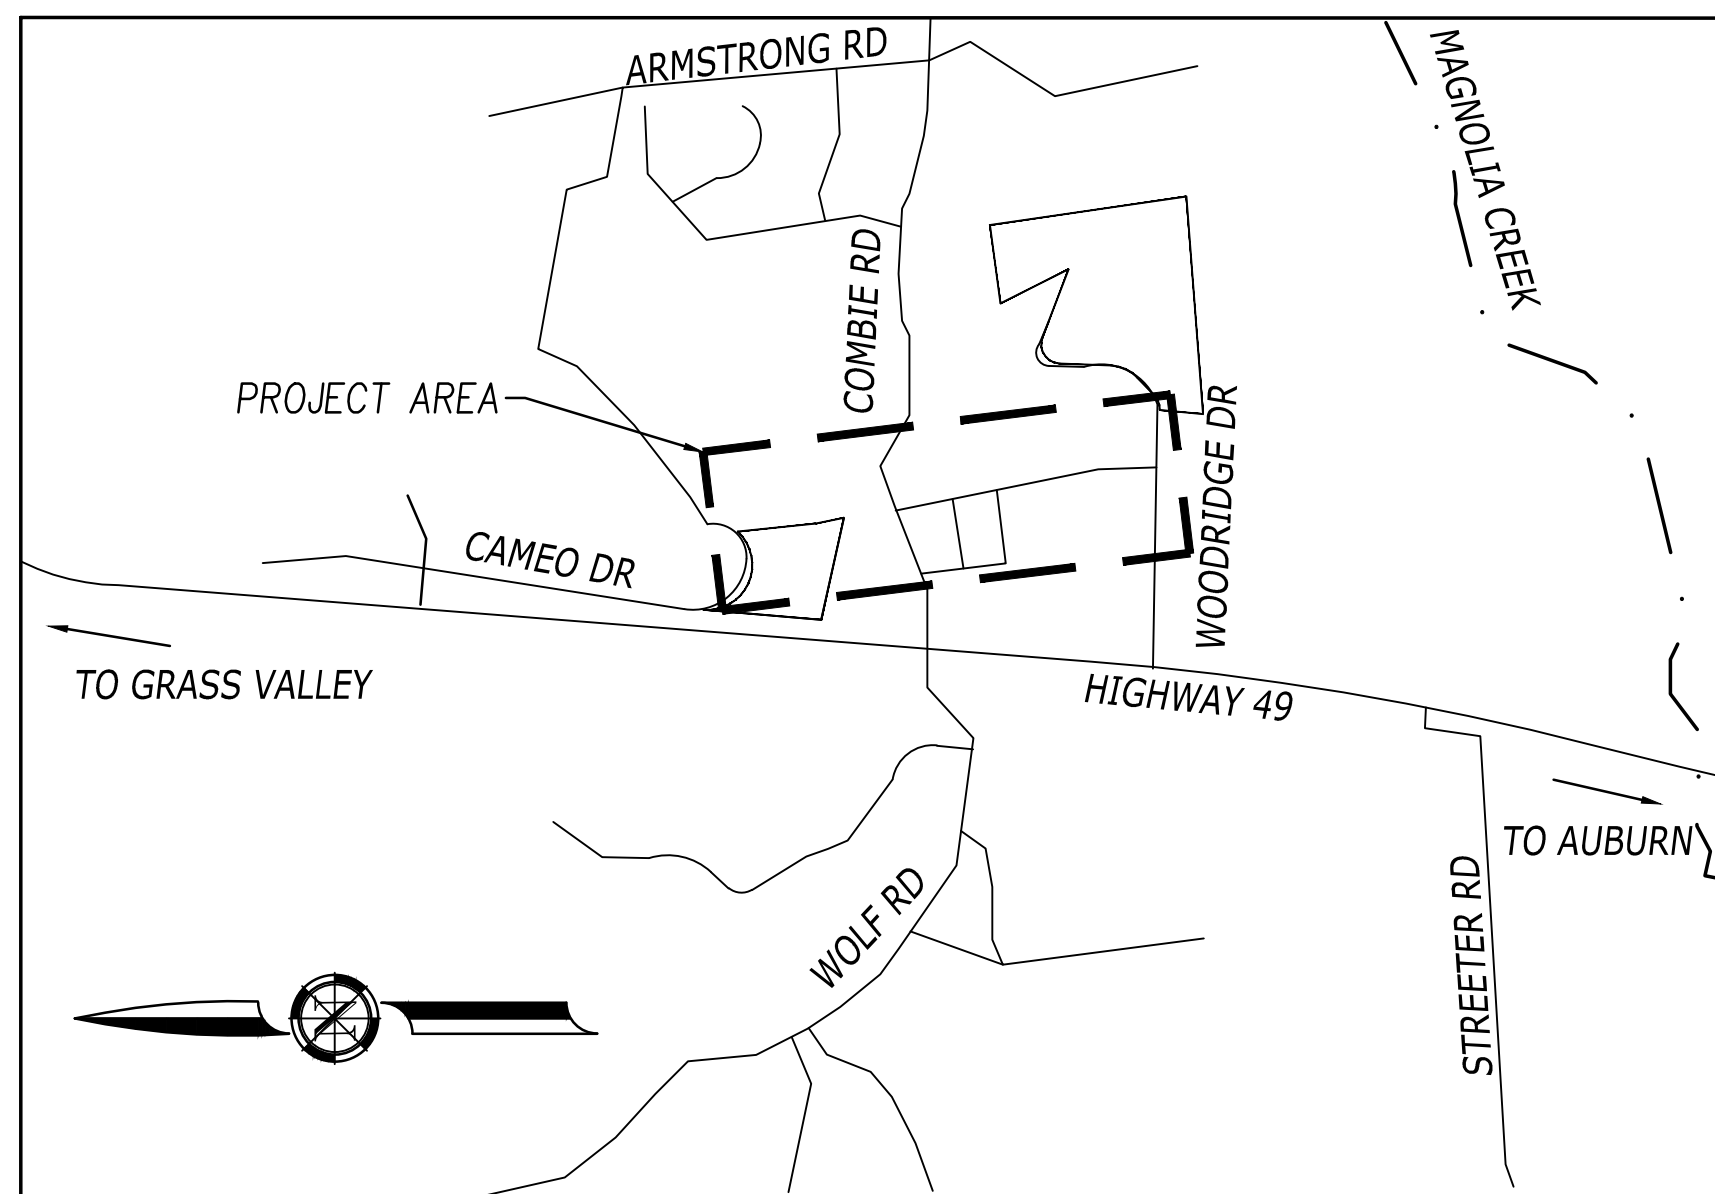 ARMSTRONG RD
MAGNOLIA CREEK
COMBIE RD
PROJECT AREA
WOODRIDGE DR
CAMEO DR
TO GRASS VALLEY
HIGHWAY 49
TO AUBURN
WOLF RD
STREETER RD
N